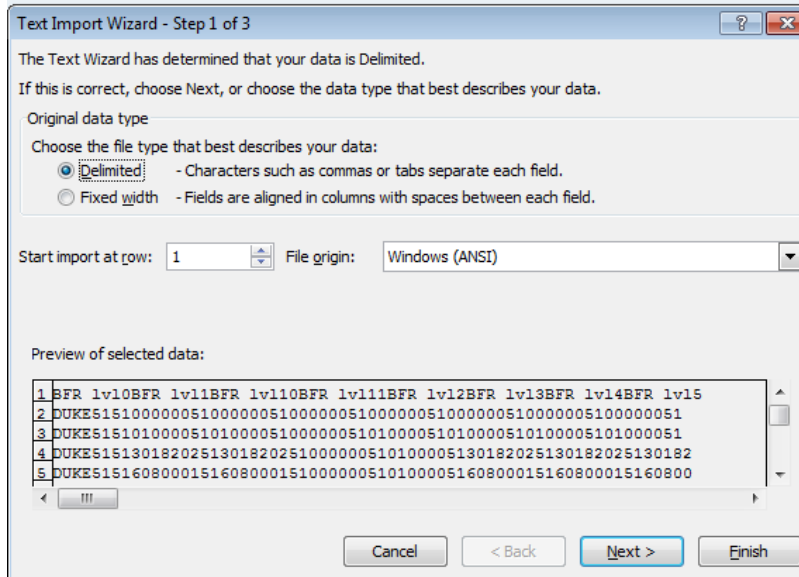 Text Import Wizard - Step 1 of 3
The Text Wizard has determined that your data is Delimited.
If this is correct, choose Next, or choose the data type that best describes your data.
Original data type
Choose the file type that best describes your data:
Delimited - Characters such as commas or tabs separate each field.
Fixed width - Fields are aligned in columns with spaces between each field.
Start import at row: 1 File origin: Windows (ANSI)
Preview of selected data:
1 BFR lvl0BFR lvl1BFR lvl10BFR lvl11BFR lvl2BFR lvl3BFR lvl4BFR lvl5
2 DUKE515100000051000000510000005100000051000000510000005100000051
3 DUKE515101000051010000510000005101000051010000510100005101000051
4 DUKE5151301820251301820251000000510100005130182025130182025130182
5 DUKE5151608000151608000151000000510100005160800015160800015160800
Cancel < Back Next > Finish